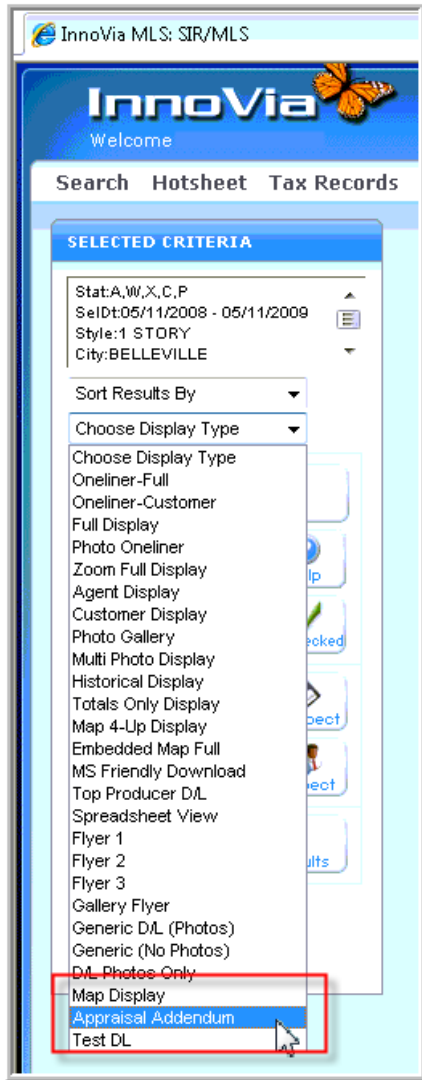 InnoVia MLS: SIR/MLS
InnoVia
Welcome
Search Hotsheet Tax Records
SELECTED CRITERIA
Stat:A,W,X,C,P
SelDt:05/11/2008 - 05/11/2009
Style:1 STORY
City:BELLEVILLE
Sort Results By
Choose Display Type
Choose Display Type
Oneliner-Full
Oneliner-Customer
Full Display
Photo Oneliner
Zoom Full Display
Agent Display
Customer Display
Photo Gallery
Multi Photo Display
Historical Display
Totals Only Display
Map 4-Up Display
Embedded Map Full
MS Friendly Download
Top Producer D/L
Spreadsheet View
Flyer 1
Flyer 2
Flyer 3
Gallery Flyer
Generic D/L (Photos)
Generic (No Photos)
D/L Photos Only
Map Display
Appraisal Addendum
Test DL